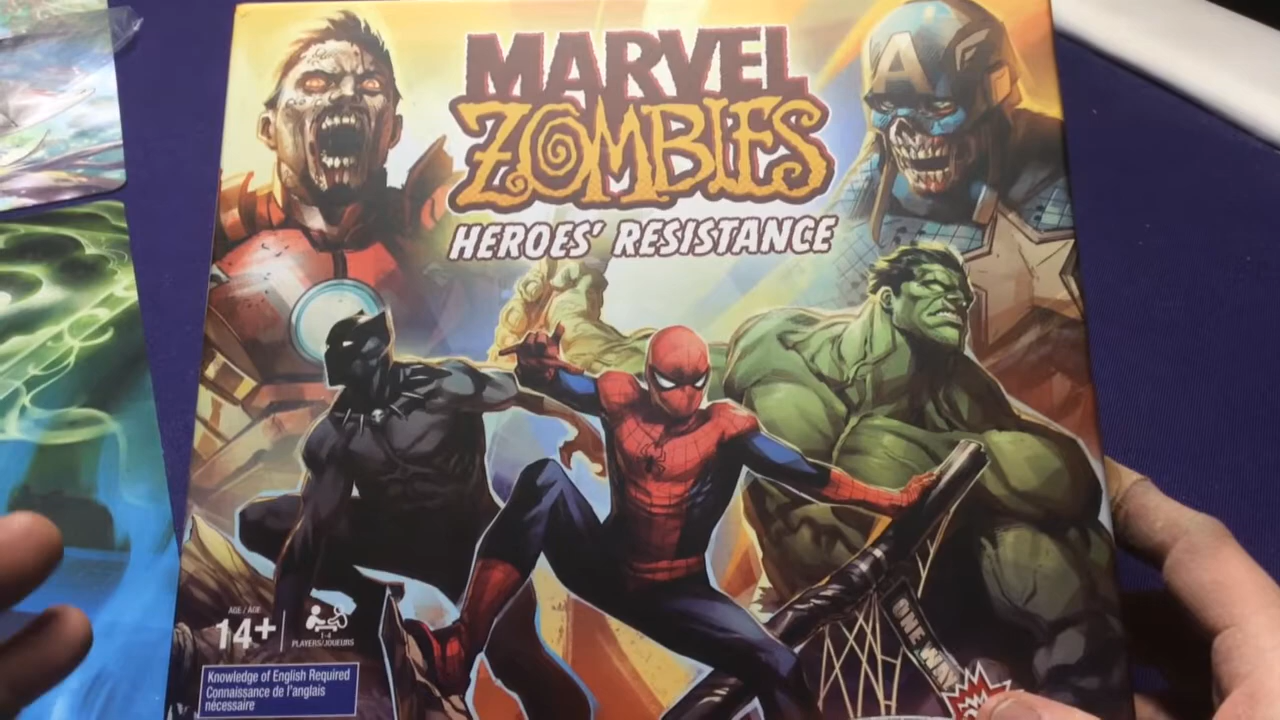 MARVEL
ZOMBIES
HEROES' RESISTANCE
A
AGE / ÂGE
14+
1-4
PLAYERS/JOUEURS
Knowledge of English Required
Connaissance de l'anglais
nécessaire
ONE WAY